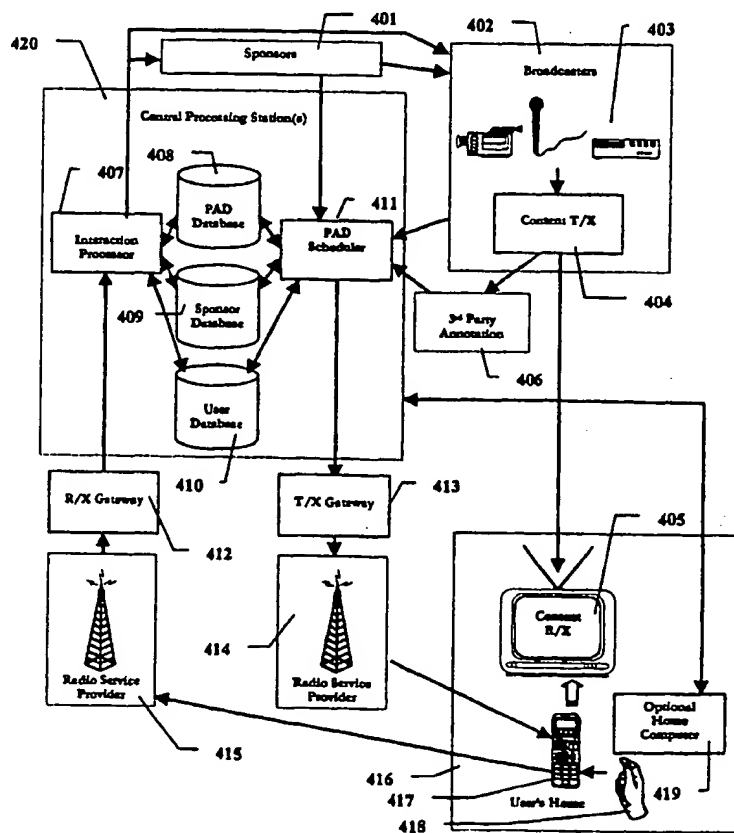 401
402
403
420
Sponsors
Broadcasters
Central Processing Station(s)
408
407
411
PAD
Database
PAD
Scheduler
Interaction
Processor
Content T/X
404
409
Sponsor
Database
3rd Party
Annotation
406
User
Database
410
413
R/X Gateway
T/X Gateway
405
412
Content
R/X
414
Radio Service
Provider
Radio Service
Provider
Optional
Home
Computer
415
416
417
User's Home
419
418